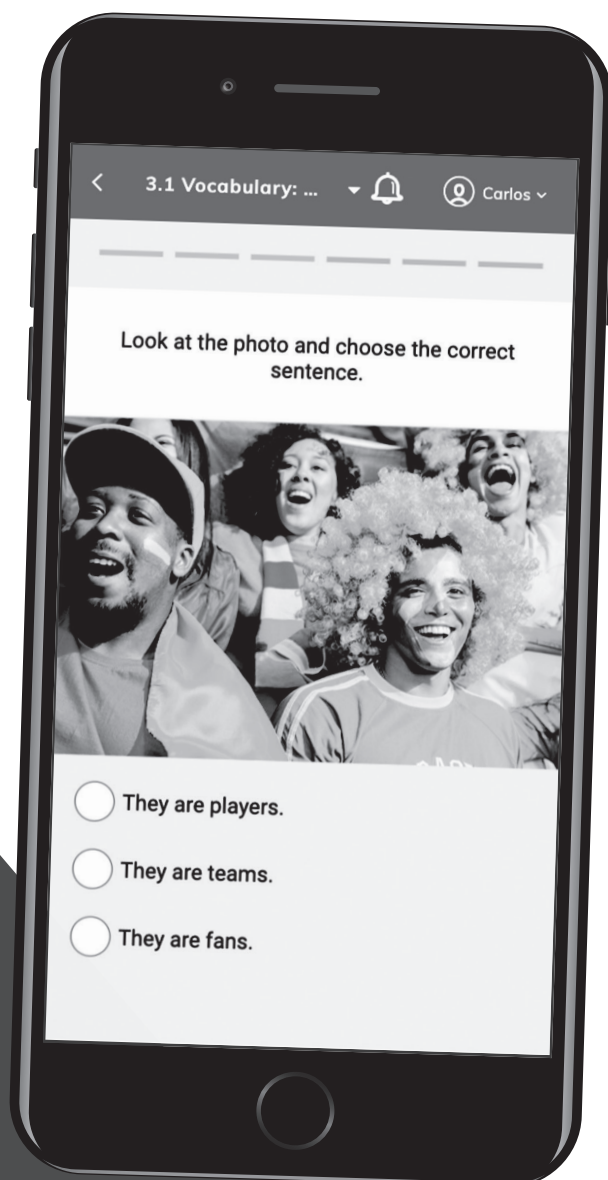 3.1 Vocabulary: ...
Carlos
Look at the photo and choose the correct
sentence.
They are players.
They are teams.
They are fans.